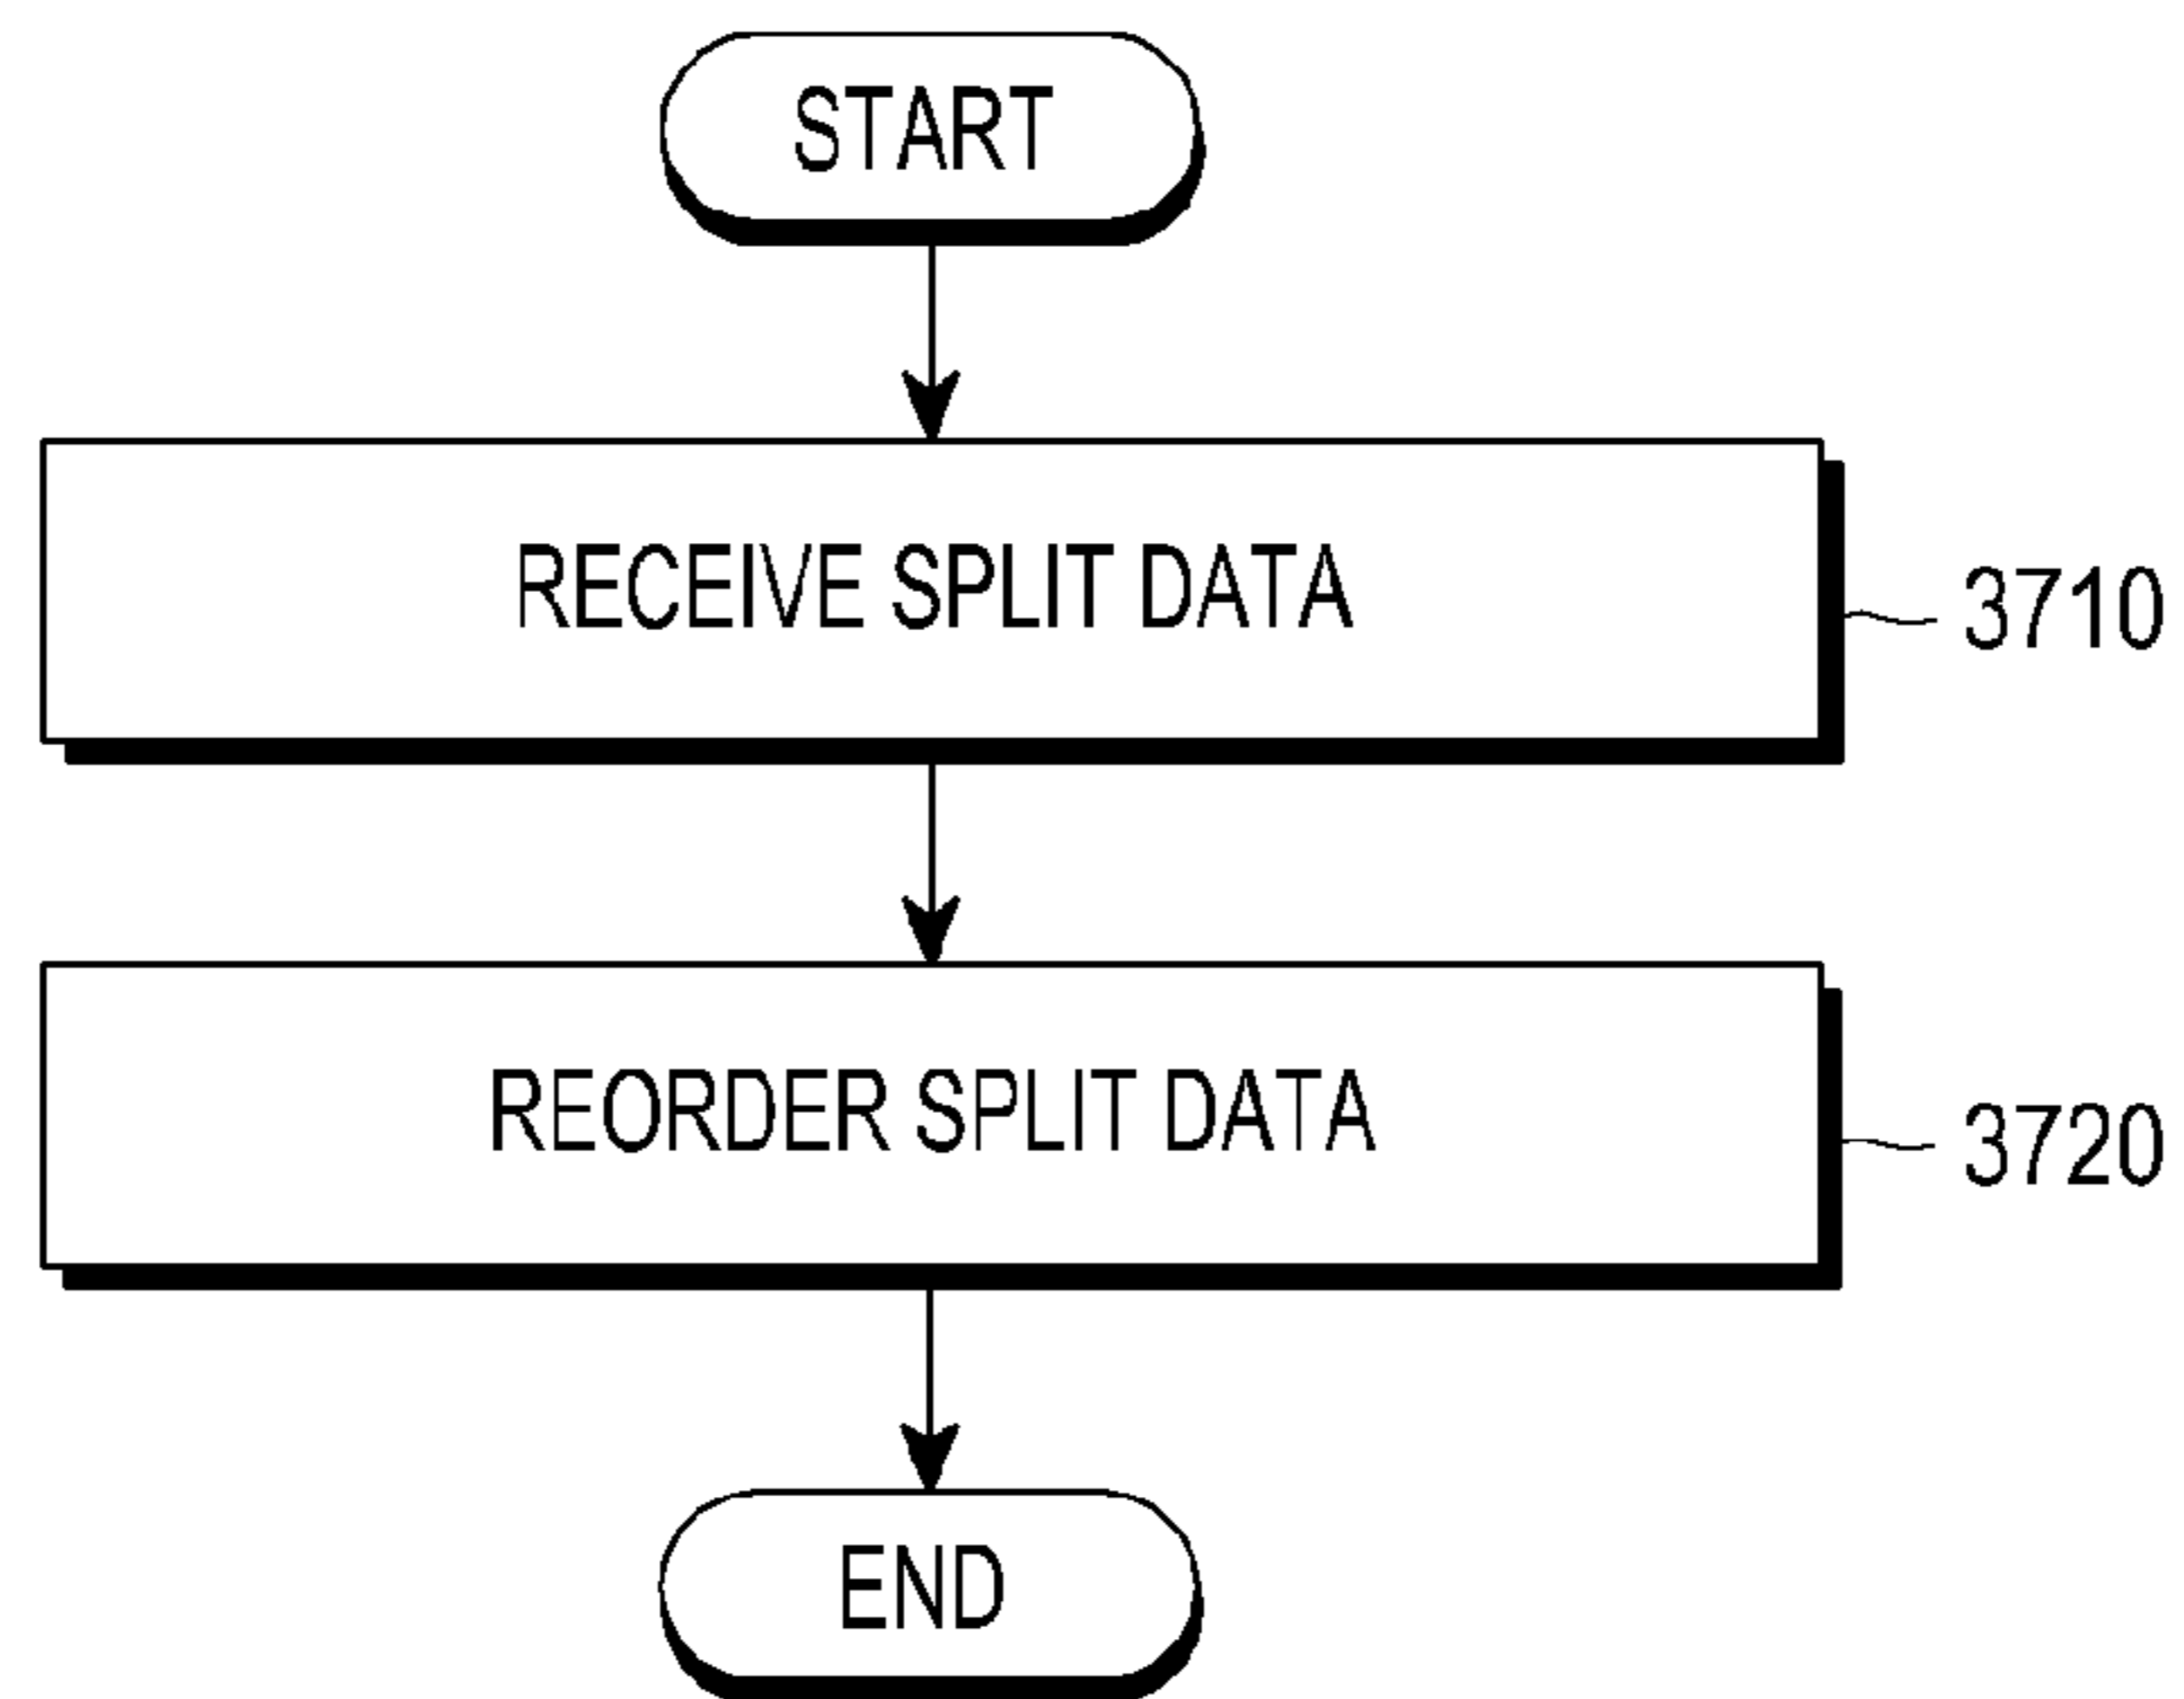 START
RECEIVE SPLIT DATA
3710
REORDER SPLIT DATA
3720
END